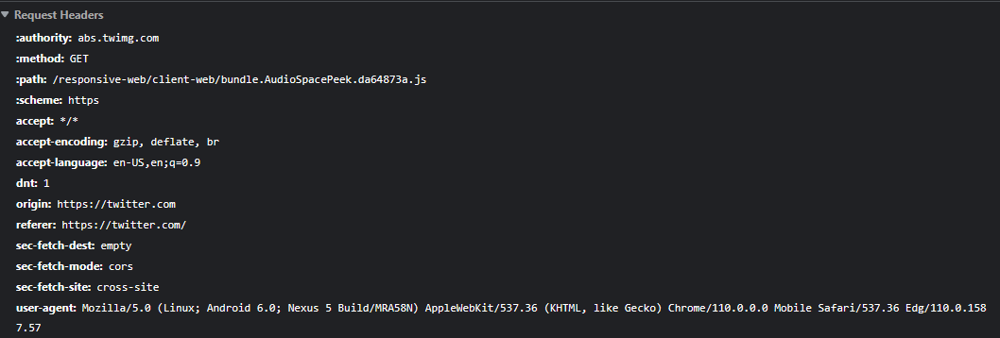 Request Headers
:authority: abs.twimg.com
:method: GET
:path: /responsive-web/client-web/bundle.AudioSpacePeek.da64873a.js
:scheme: https
accept: */*
accept-encoding: gzip, deflate, br
accept-language: en-US,en;q=0.9
dnt: 1
origin: https://twitter.com
referer: https://twitter.com/
sec-fetch-dest: empty
sec-fetch-mode: cors
sec-fetch-site: cross-site
user-agent: Mozilla/5.0 (Linux; Android 6.0; Nexus 5 Build/MRA58N) AppleWebKit/537.36 (KHTML, like Gecko) Chrome/110.0.0.0 Mobile Safari/537.36 Edg/110.0.158
7.57